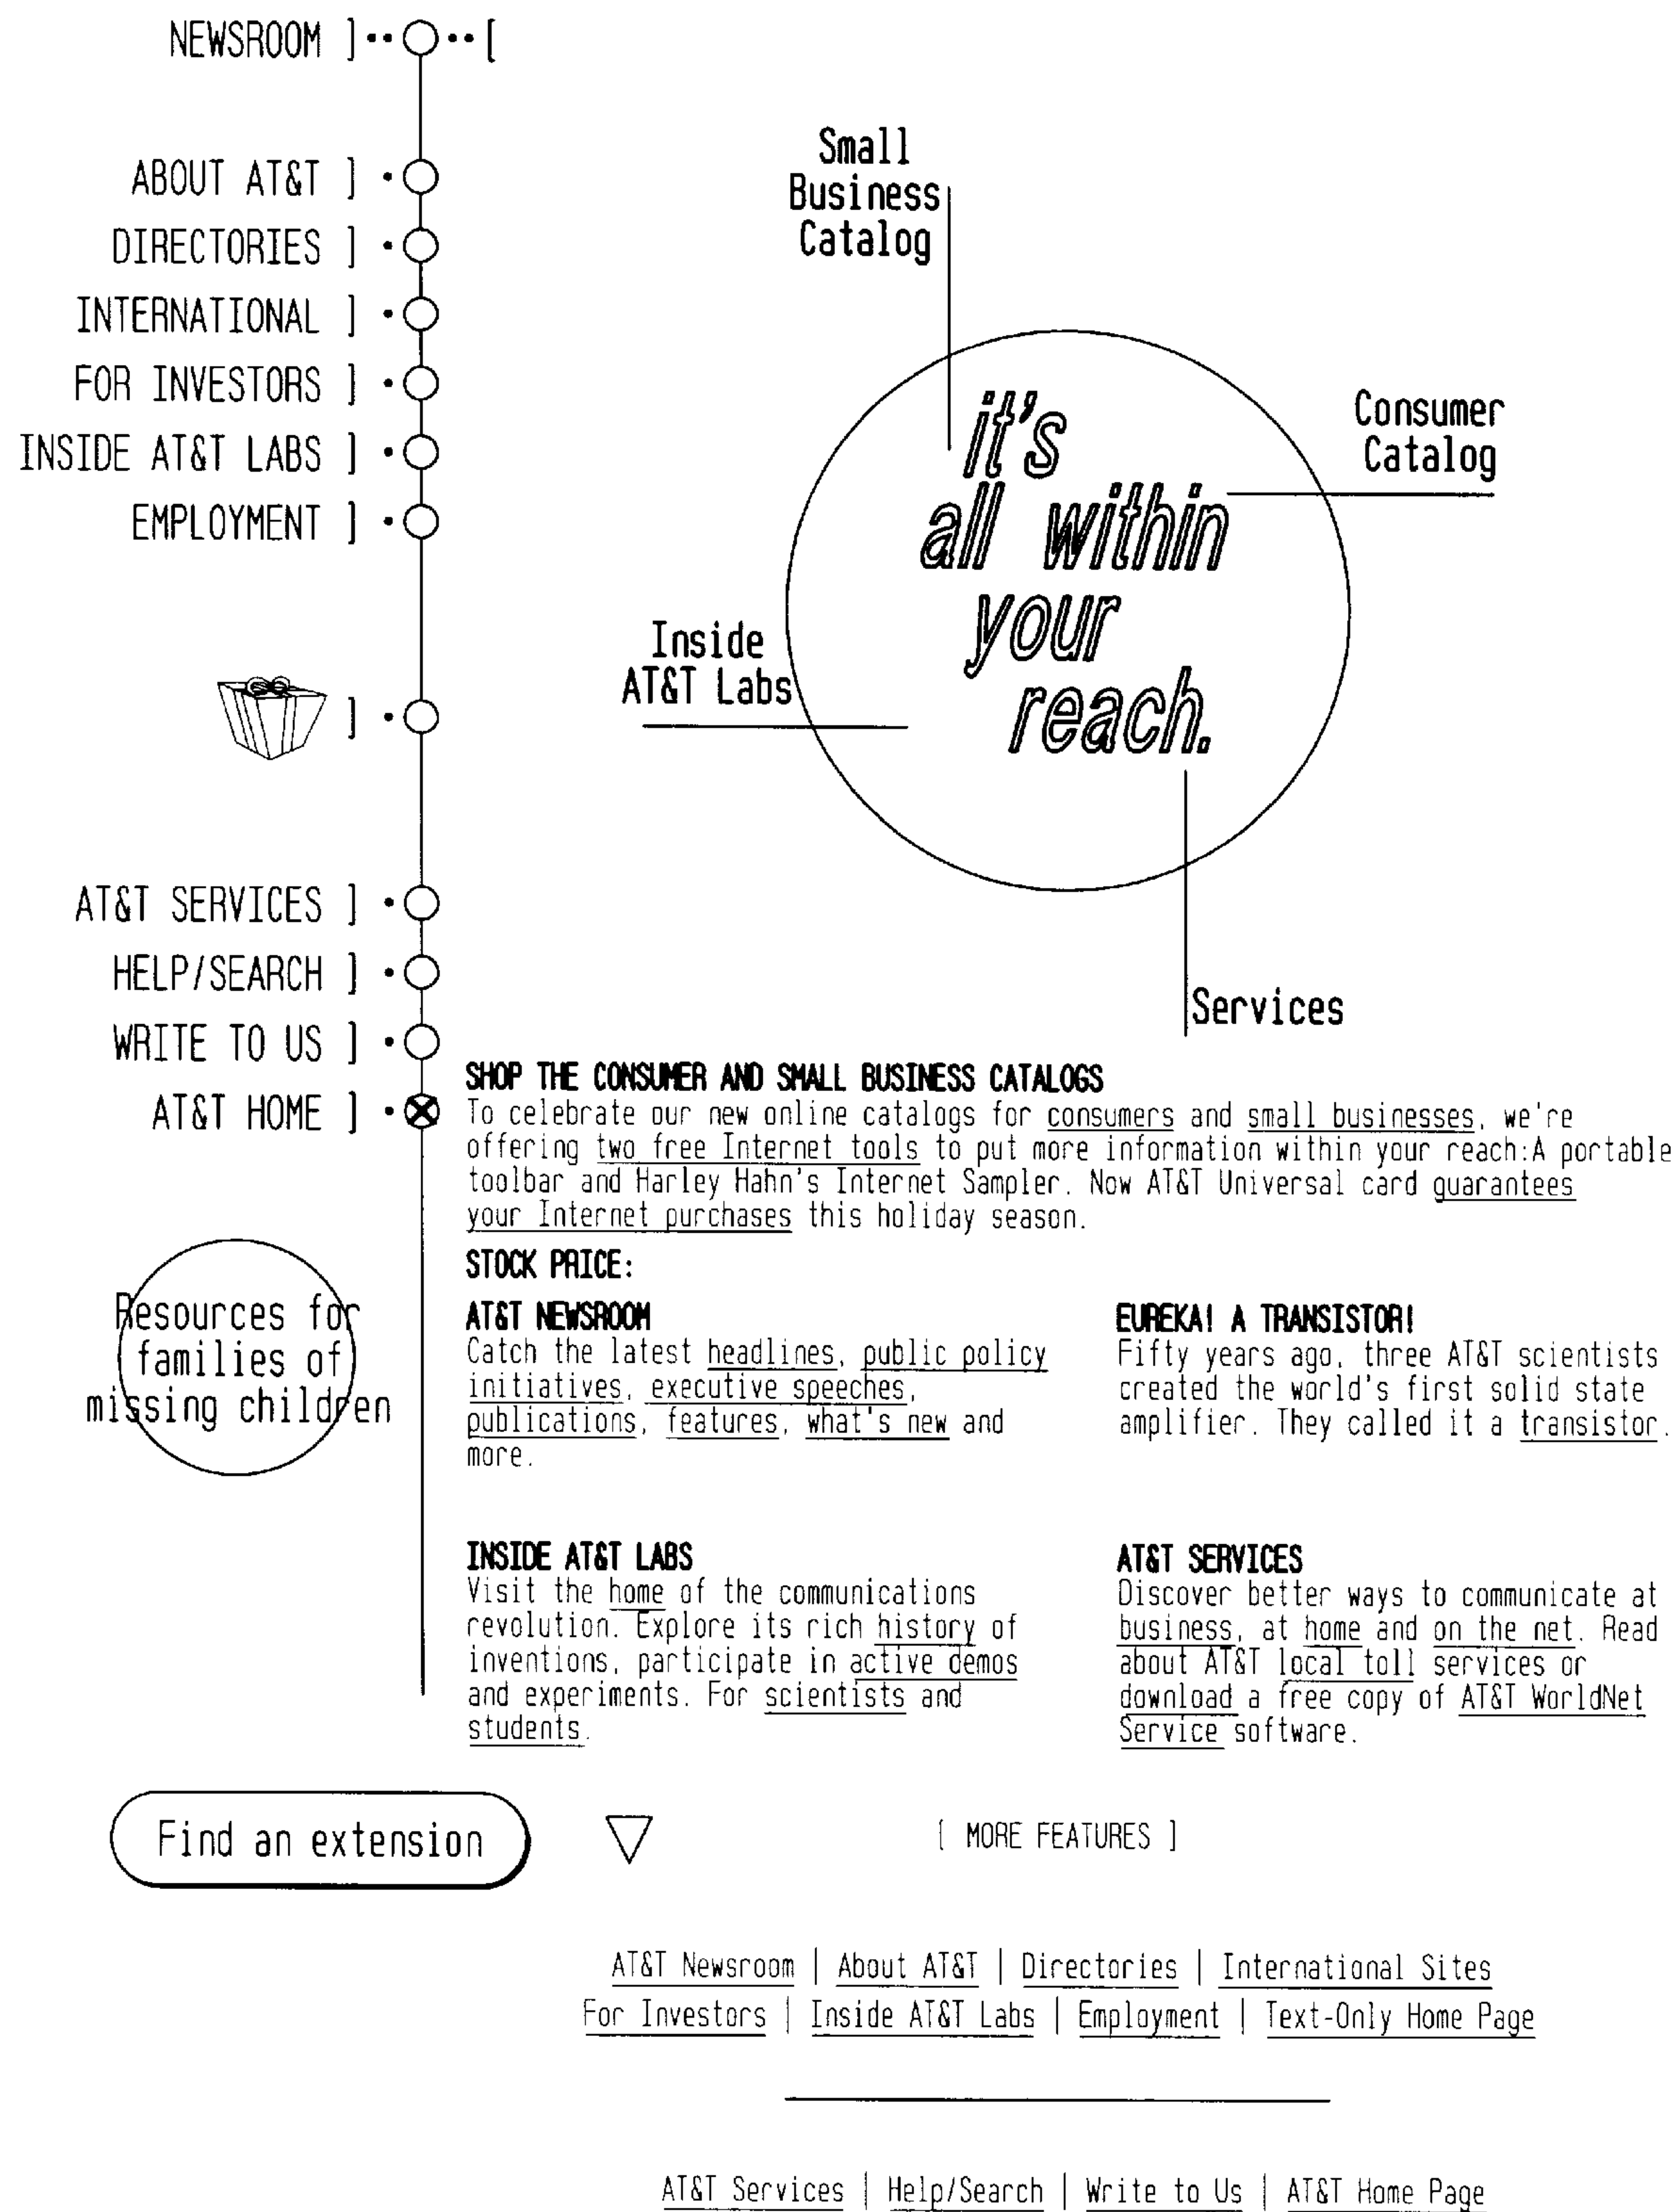 NEWSROOM ]••○••[
ABOUT AT&T ]
DIRECTORIES ]
INTERNATIONAL ]
FOR INVESTORS ]
INSIDE AT&T LABS ]
EMPLOYMENT ]
]
AT&T SERVICES ]
HELP/SEARCH ]
WRITE TO US ]
AT&T HOME ]
Resources for
families of
missing children
Small
Business
Catalog
Consumer
Catalog
it's
all within
your
reach.
Inside
AT&T Labs
Services
SHOP THE CONSUMER AND SMALL BUSINESS CATALOGS
To celebrate our new online catalogs for consumers and small businesses, we're
offering two free Internet tools to put more information within your reach:A portable
toolbar and Harley Hahn's Internet Sampler. Now AT&T Universal card guarantees
your Internet purchases this holiday season.
STOCK PRICE:
AT&T NEWSROOM
Catch the latest headlines, public policy
initiatives, executive speeches,
publications, features, what's new and
more.
EUREKA! A TRANSISTOR!
Fifty years ago, three AT&T scientists
created the world's first solid state
amplifier. They called it a transistor.
INSIDE AT&T LABS
Visit the home of the communications
revolution. Explore its rich history of
inventions, participate in active demos
and experiments. For scientists and
students.
AT&T SERVICES
Discover better ways to communicate at
business, at home and on the net. Read
about AT&T local toll services or
download a free copy of AT&T WorldNet
Service software.
Find an extension
[ MORE FEATURES ]
AT&T Newsroom | About AT&T | Directories | International Sites
For Investors | Inside AT&T Labs | Employment | Text-Only Home Page
AT&T Services | Help/Search | Write to Us | AT&T Home Page